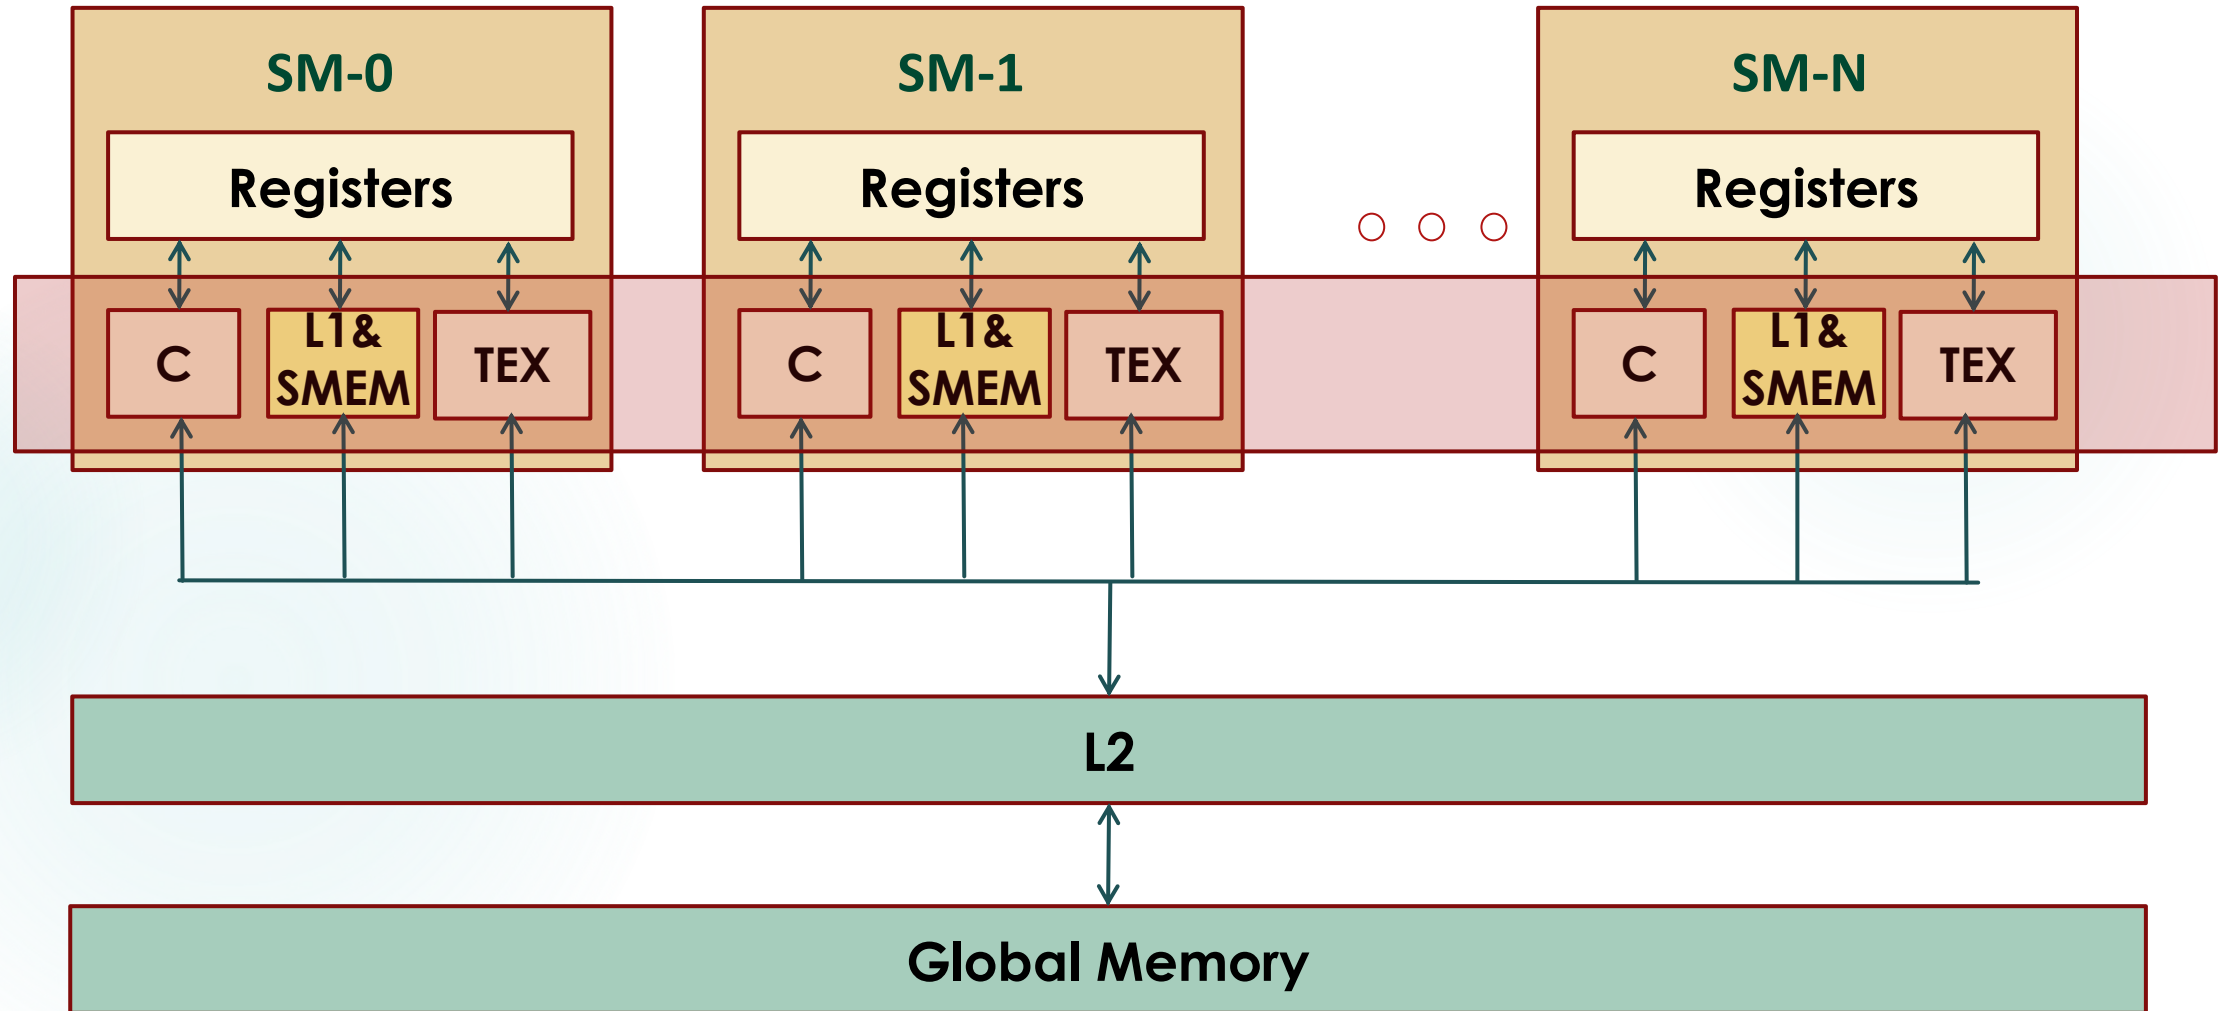 SM-0
Registers
C
L1&
SMEM
TEX
SM-1
Registers
C
L1&
SMEM
TEX
SM-N
Registers
C
L1&
SMEM
TEX
L2
Global Memory